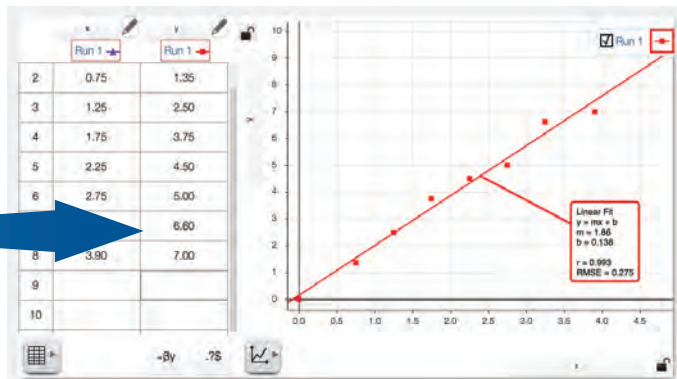 x y
Run 1 Run 1
2 0.75 1.35
3 1.25 2.50
4 1.75 3.75
5 2.25 4.50
6 2.75 5.00
6.60
8 3.90 7.00
9
10
10
9
8
7
6
5
4
3
2
1
0
y
0.0 0.5 1.0 1.5 2.0 2.5 3.0 3.5 4.0 4.5
Run 1
Linear Fit
y = mx + b
m = 1.86
b = 0.138
r = 0.993
RMSE = 0.275